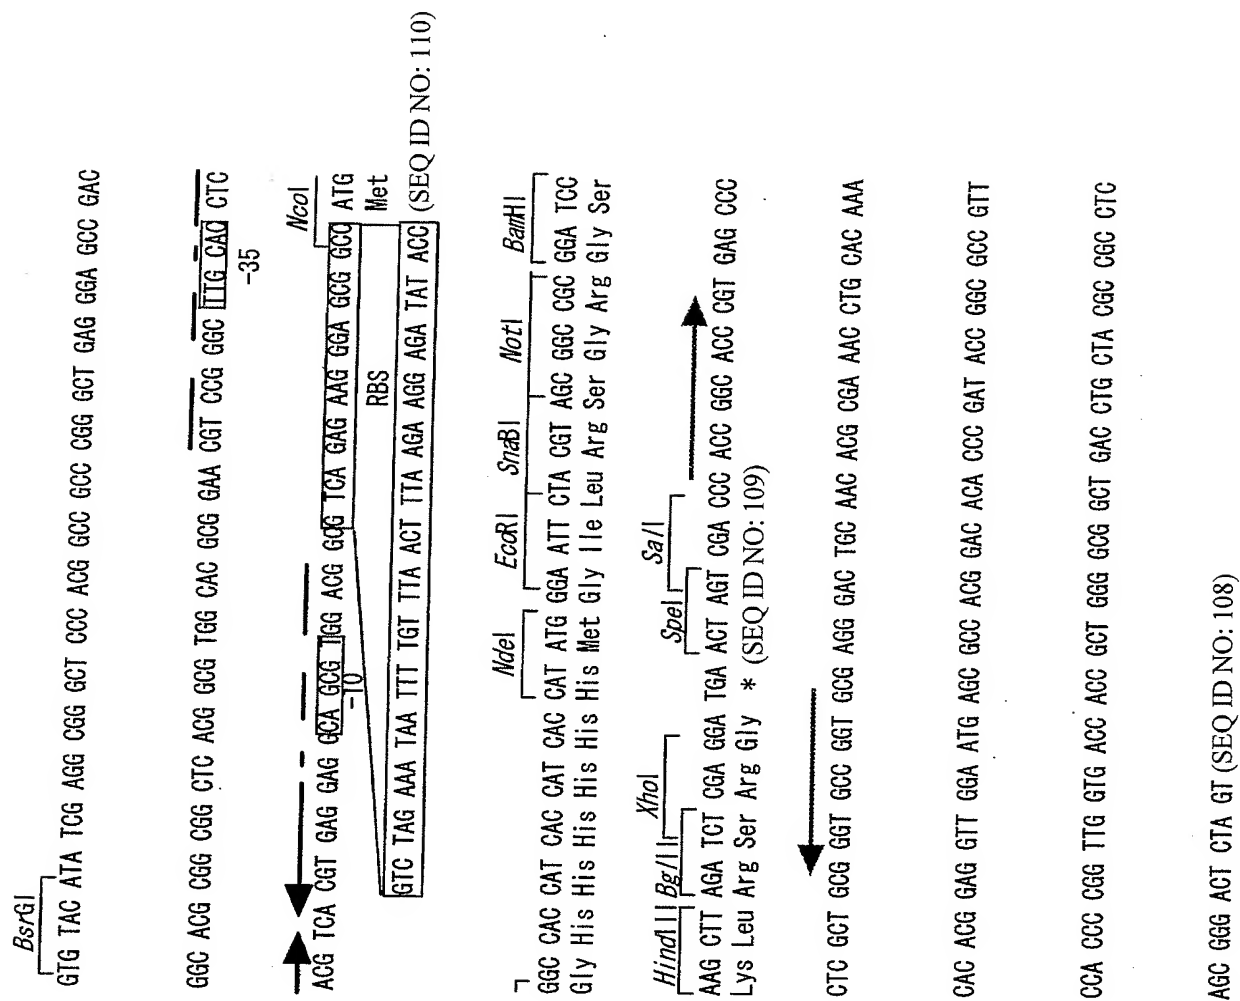 BsrGI
GTG TAC ATA TCG AGG CGG GCT CCC ACG GCC GCC CGG GCT GAG GGA GCC GAC
GGC ACG CGG CGG CTC ACG GCG TGG CAC GCG GAA CGT CCG GGC TTG CAC CTC
-35
NcoI
ACG TCA CGT GAG GAG GCA GCG TGG ACG GCG TCA GAG AAG GGA GCG GCC ATG
-10
RBS
Met
GTC TAG AAA TAA TTT TGT TTA ACT TTA AGA AGG AGA TAT ACC (SEQ ID NO: 110)
NdeI EcoRI SnaBI NotI BamHI
GGC CAC CAT CAC CAT CAC CAT ATG GGA ATT CTA CGT AGC GGC CGC GGA TCC
Gly His His His His His His Met Gly Ile Leu Arg Ser Gly Arg Gly Ser
HindIII BglII XhoI SpeI SalI
AAG CTT AGA TCT CGA GGA TGA ACT AGT CGA CCC ACC GGC ACC CGT GAG CCC
Lys Leu Arg Ser Arg Gly * (SEQ ID NO: 109)
CTC GCT GCG GGT GCC GGT GCG AGG GAC TGC AAC ACG CGA AAC CTG CAC AAA
CAC ACG GAG GTT GGA ATG AGC GCC ACG GAC ACA CCC GAT ACC GGC GCC GTT
CCA CCC CGG TTG GTG ACC ACC GCT GGG GCG GCT GAC CTG CTA CGC CGC CTC
AGC GGG ACT CTA GT (SEQ ID NO: 108)